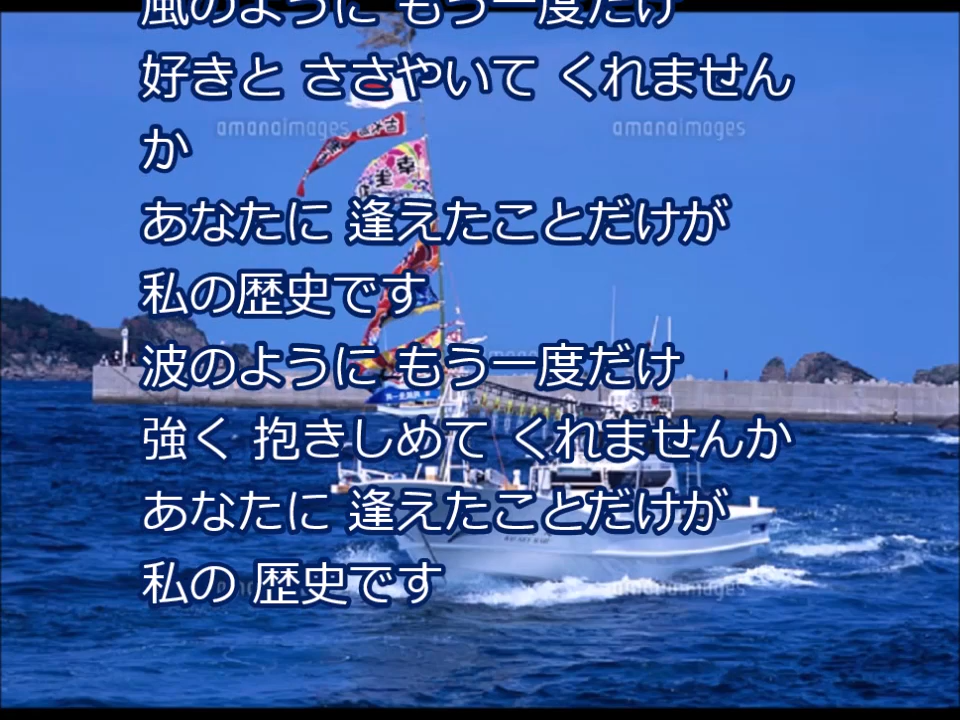 風のように もう一度だけ
好きと ささやいて くれません
か
あなたに 逢えたことだけが
私の歴史です
波のように もう一度だけ
強く 抱きしめて くれませんか
あなたに 逢えたことだけが
私の 歴史です
amanaimages
amanaimages
amanaimages
amanaimages